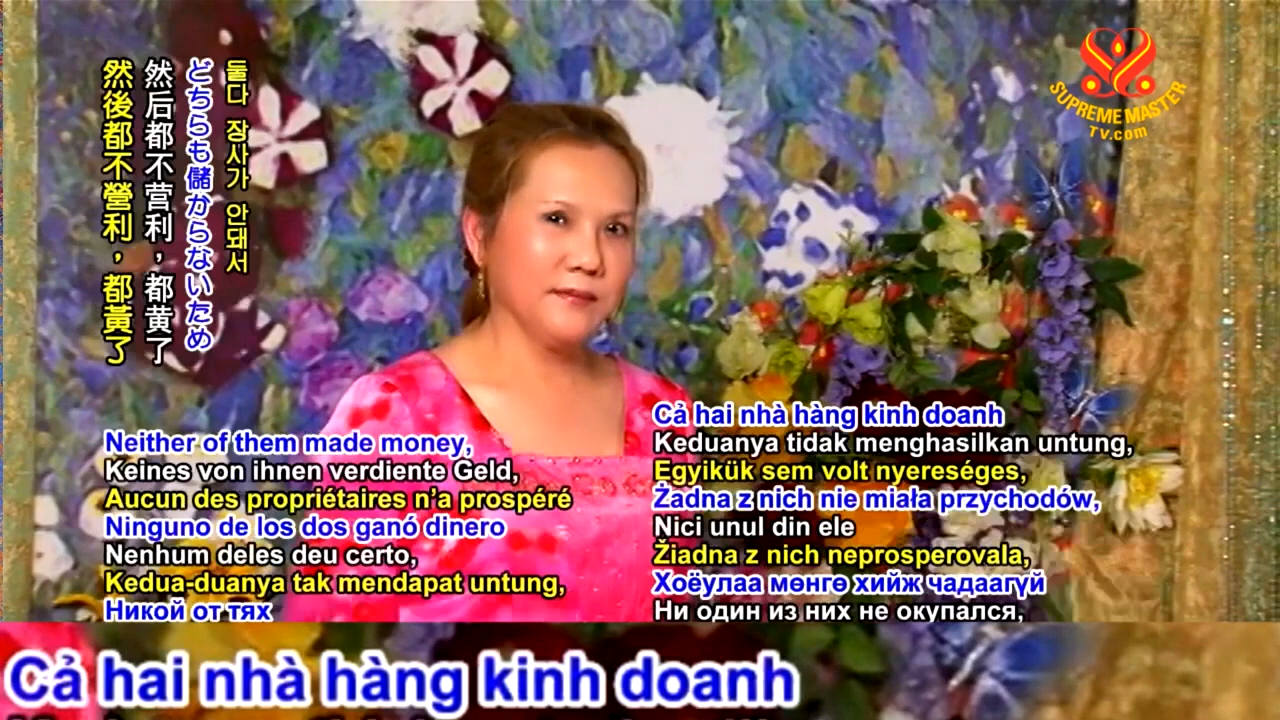 둘다 장사가 안돼서
どちらも儲からないため
然后都不营利，都黄了
然後都不營利，都黃了
SUPREME MASTER
TV.com
Neither of them made money,
Keines von ihnen verdiente Geld,
Aucun des propriétaires n’a prospéré
Ninguno de los dos ganó dinero
Nenhum deles deu certo,
Kedua-duanya tak mendapat untung,
Никой от тях
Cả hai nhà hàng kinh doanh
Keduanya tidak menghasilkan untung,
Egyikük sem volt nyereséges,
Żadna z nich nie miała przychodów,
Nici unul din ele
Žiadna z nich neprosperovala,
Хоёулаа мөнгө хийж чадаагүй
Ни один из них не окупался,
Cả hai nhà hàng kinh doanh